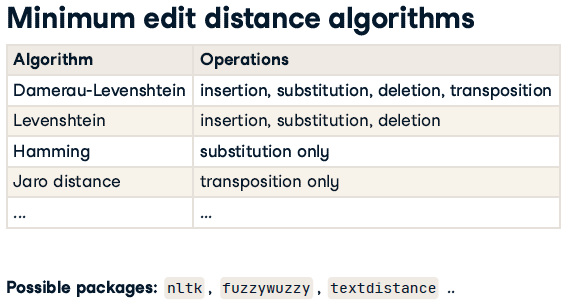 Minimum edit distance algorithms
Algorithm Operations
Damerau-Levenshtein insertion, substitution, deletion, transposition
Levenshtein insertion, substitution, deletion
Hamming substitution only
Jaro distance transposition only
... ...
Possible packages: nltk, fuzzywuzzy, textdistance ..